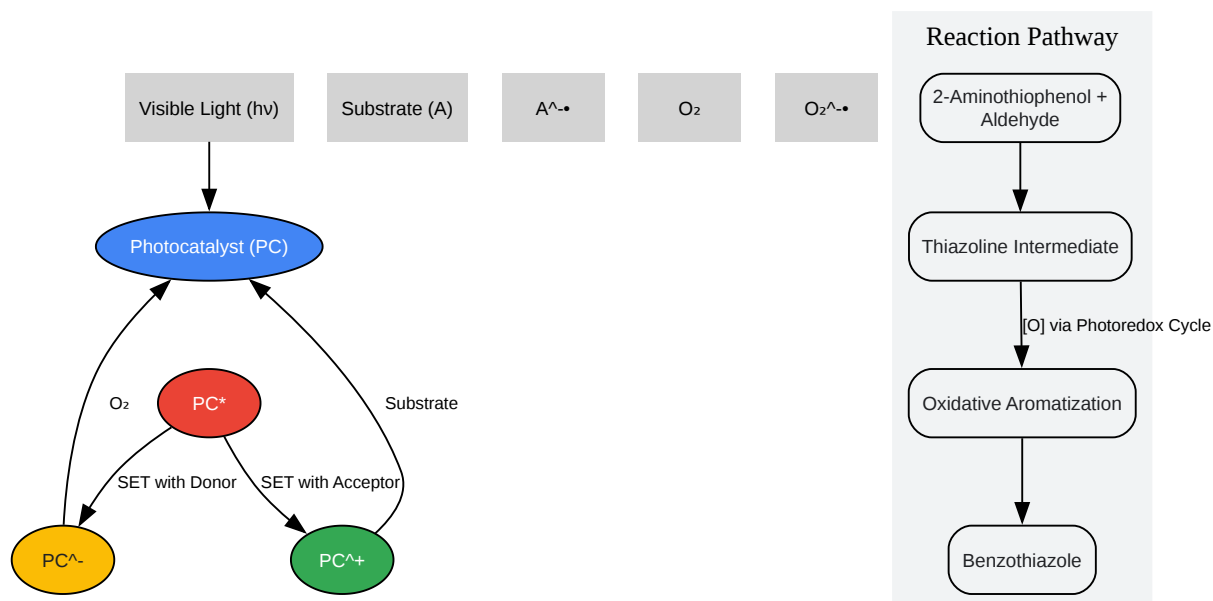 Reaction Pathway
Visible Light (hν)
Substrate (A)
A^-•
O₂
O₂^-•
2-Aminothiophenol +
Aldehyde
Photocatalyst (PC)
Thiazoline Intermediate
[O] via Photoredox Cycle
O₂
PC*
Substrate
Oxidative Aromatization
SET with Donor
SET with Acceptor
PC^-
PC^+
Benzothiazole